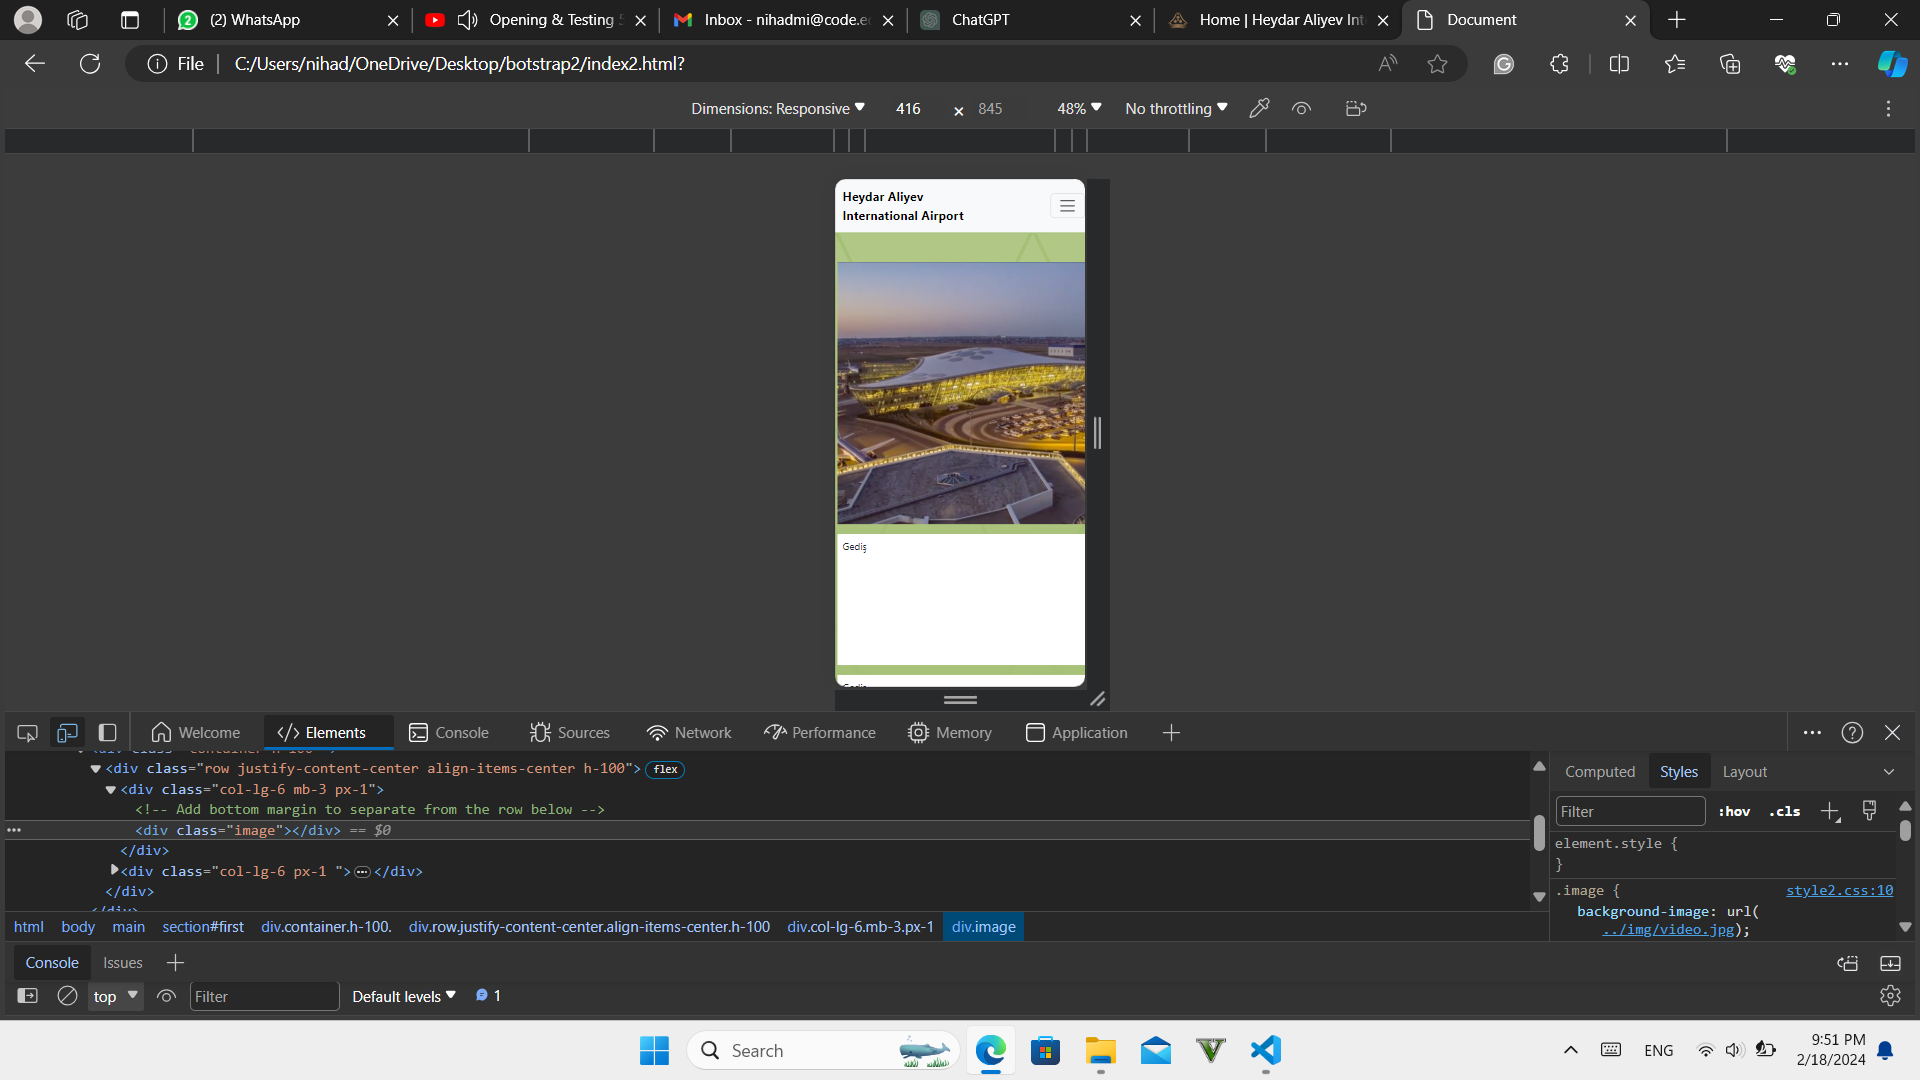 (2) WhatsApp
Opening & Testing
Inbox - nihadmi@code.e
ChatGPT
Home | Heydar Aliyev Int
Document
File
C:/Users/nihad/OneDrive/Desktop/botstrap2/index2.html?
Dimensions: Responsive
416
×
845
48%
No throttling
Heydar Aliyev
International Airport
Gediş
Welcome
Elements
Console
Sources
Network
Performance
Memory
Application
<div class="row justify-content-center align-items-center h-100"> flex
<div class="col-lg-6 mb-3 px-1">
<!-- Add bottom margin to separate from the row below -->
<div class="image"></div> == $0
</div>
<div class="col-lg-6 px-1 ">…</div>
</div>
html body main section#first div.container.h-100. div.row.justify-content-center.align-items-center.h-100 div.col-lg-6.mb-3.px-1 div.image
Computed
Styles
Layout
Filter
:hov
.cls
element.style {
}
.image {
style2.css:10
background-image: url(
../img/video.jpg);
Console
Issues
top
Filter
Default levels
1
Search
ENG
9:51 PM
2/18/2024